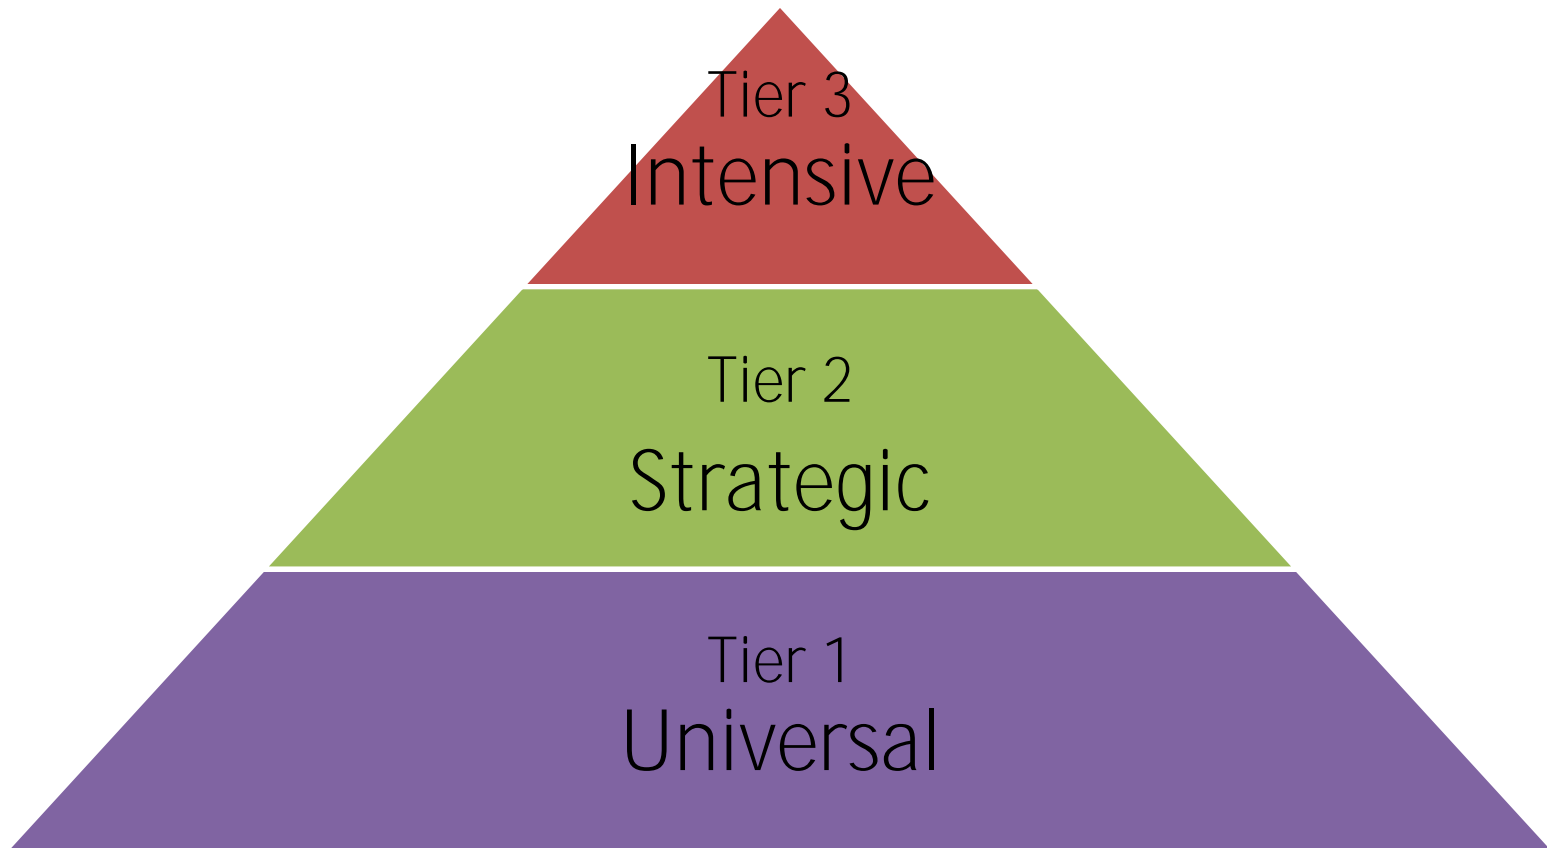 Tier 3
Intensive
Tier 2
Strategic
Tier 1
Universal